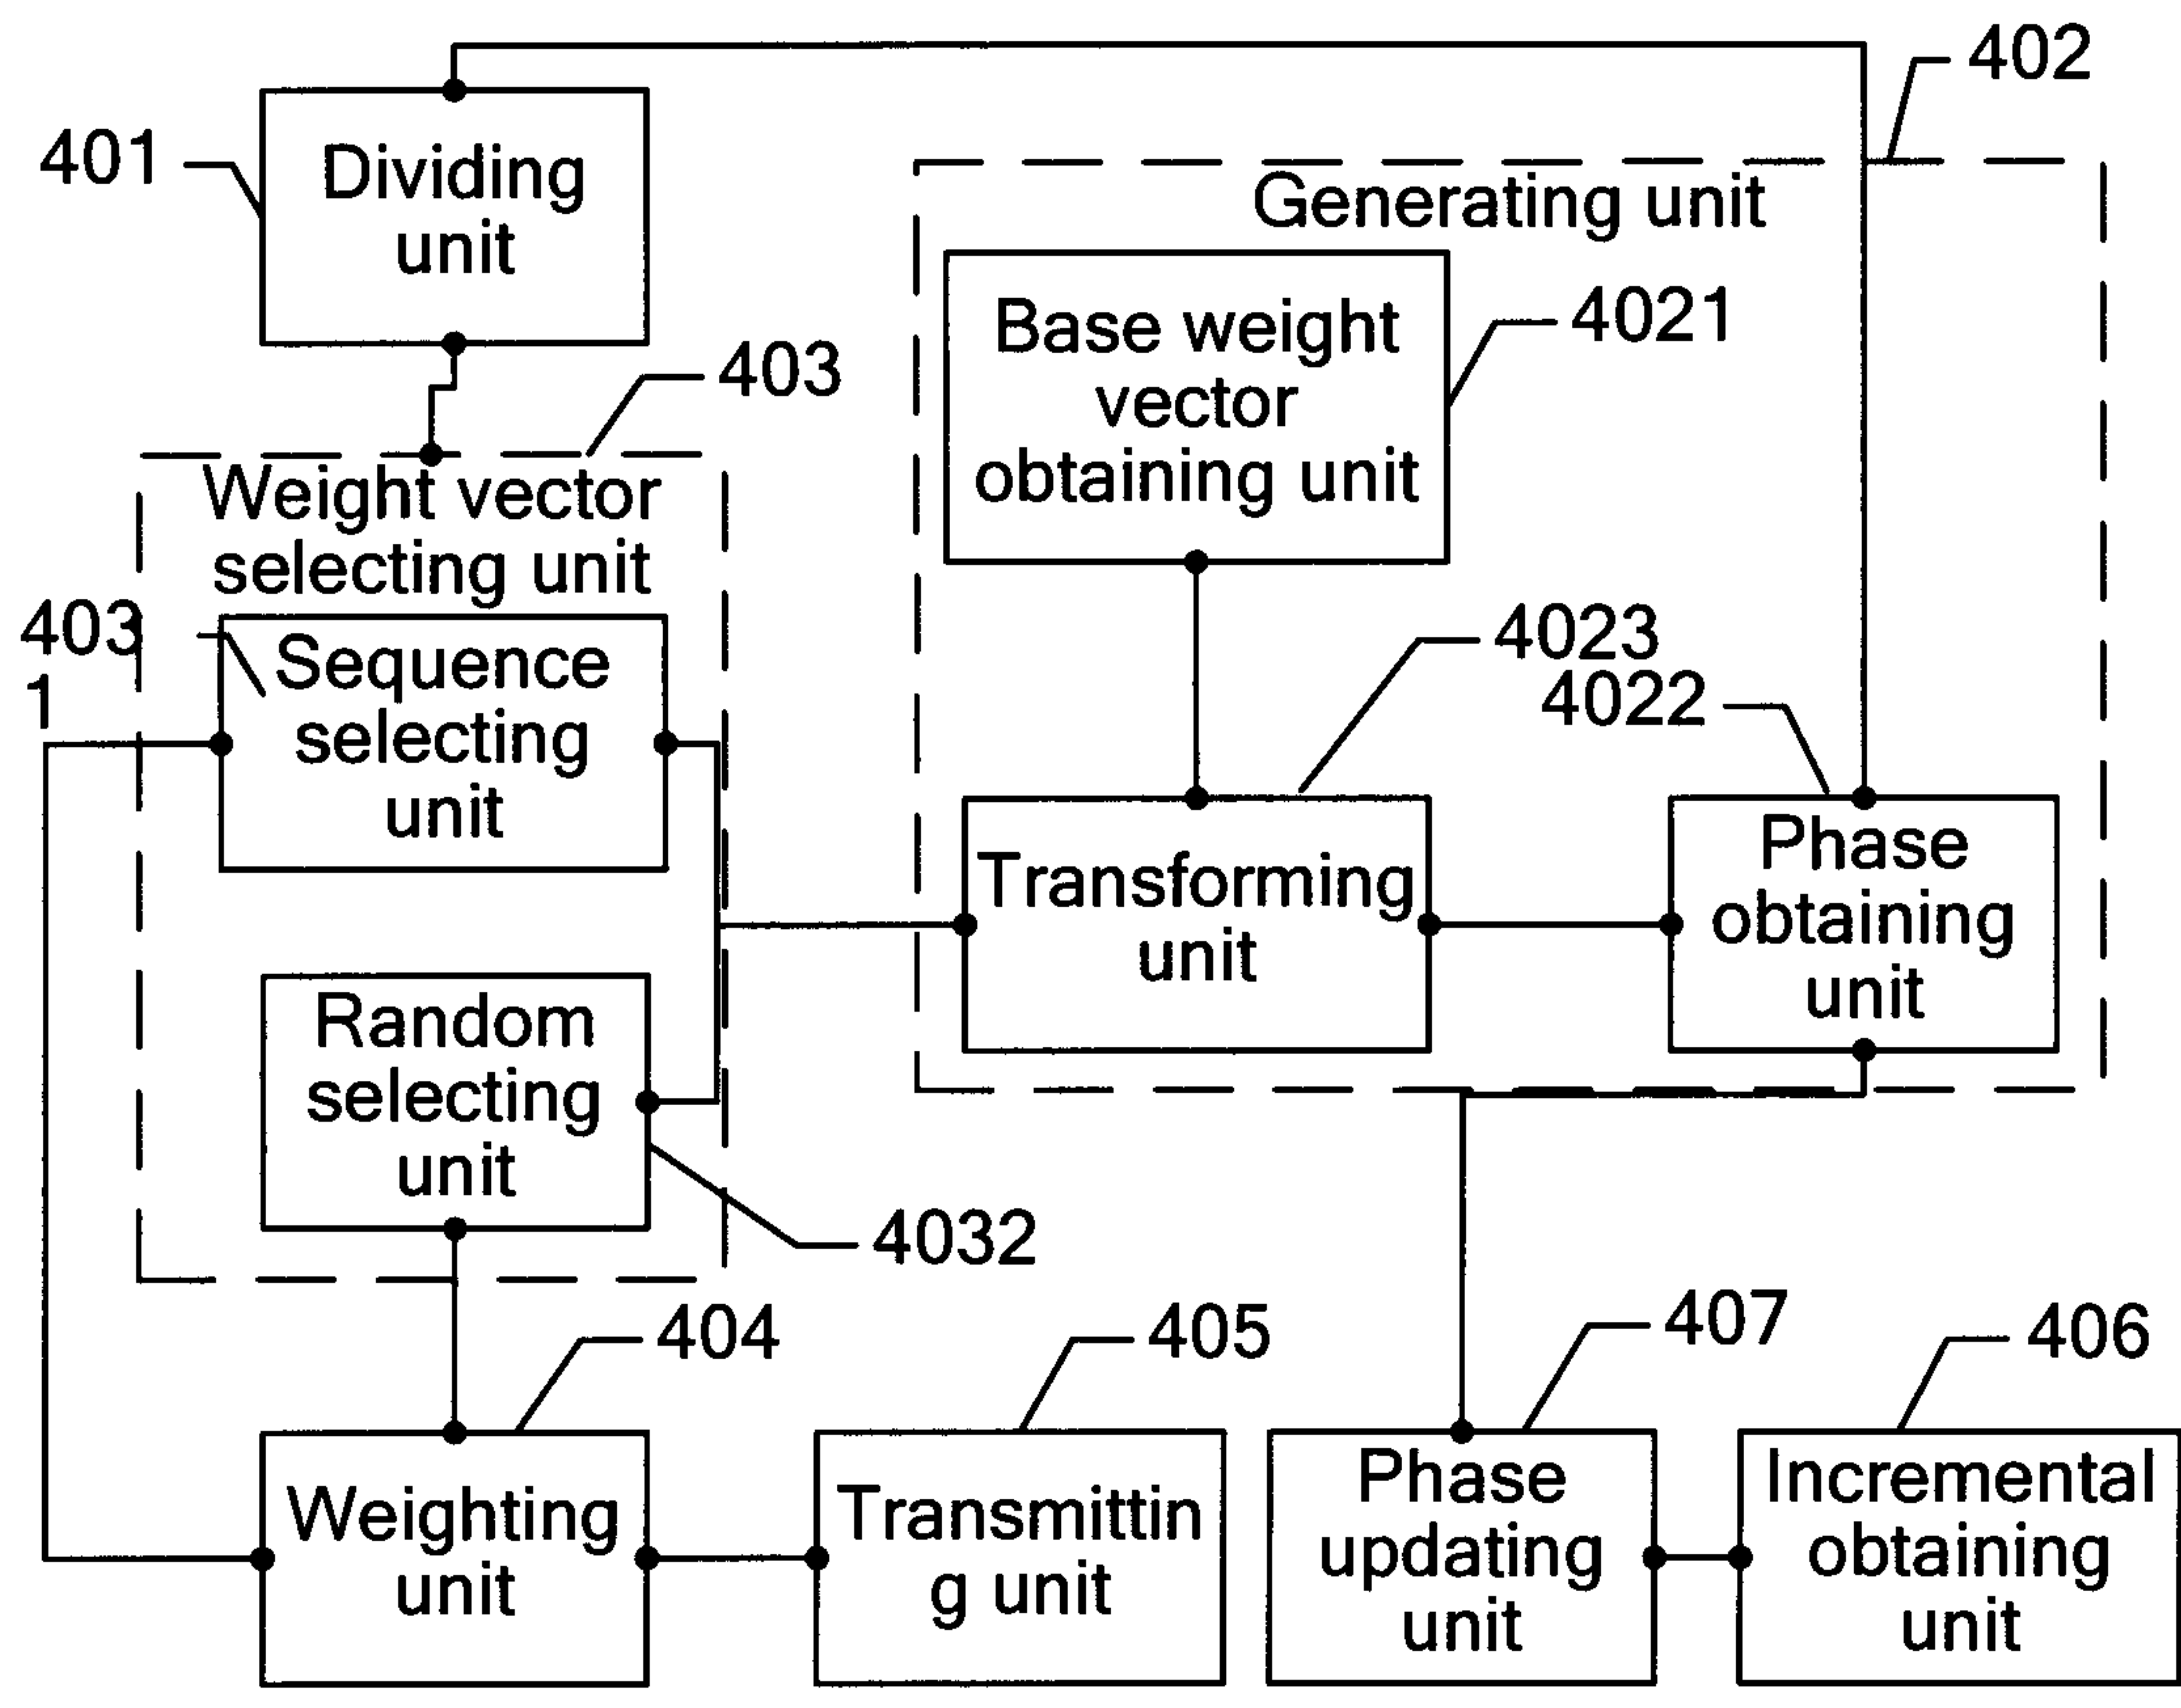 402
401
Dividing
unit
Generating unit
Base weight
vector
obtaining unit
4021
403
Weight vector
selecting unit
403
1
Sequence
selecting
unit
4023
4022
Transforming
unit
Phase
obtaining
unit
Random
selecting
unit
4032
404
405
407
406
Weighting
unit
Transmittin
g unit
Phase
updating
unit
Incremental
obtaining
unit